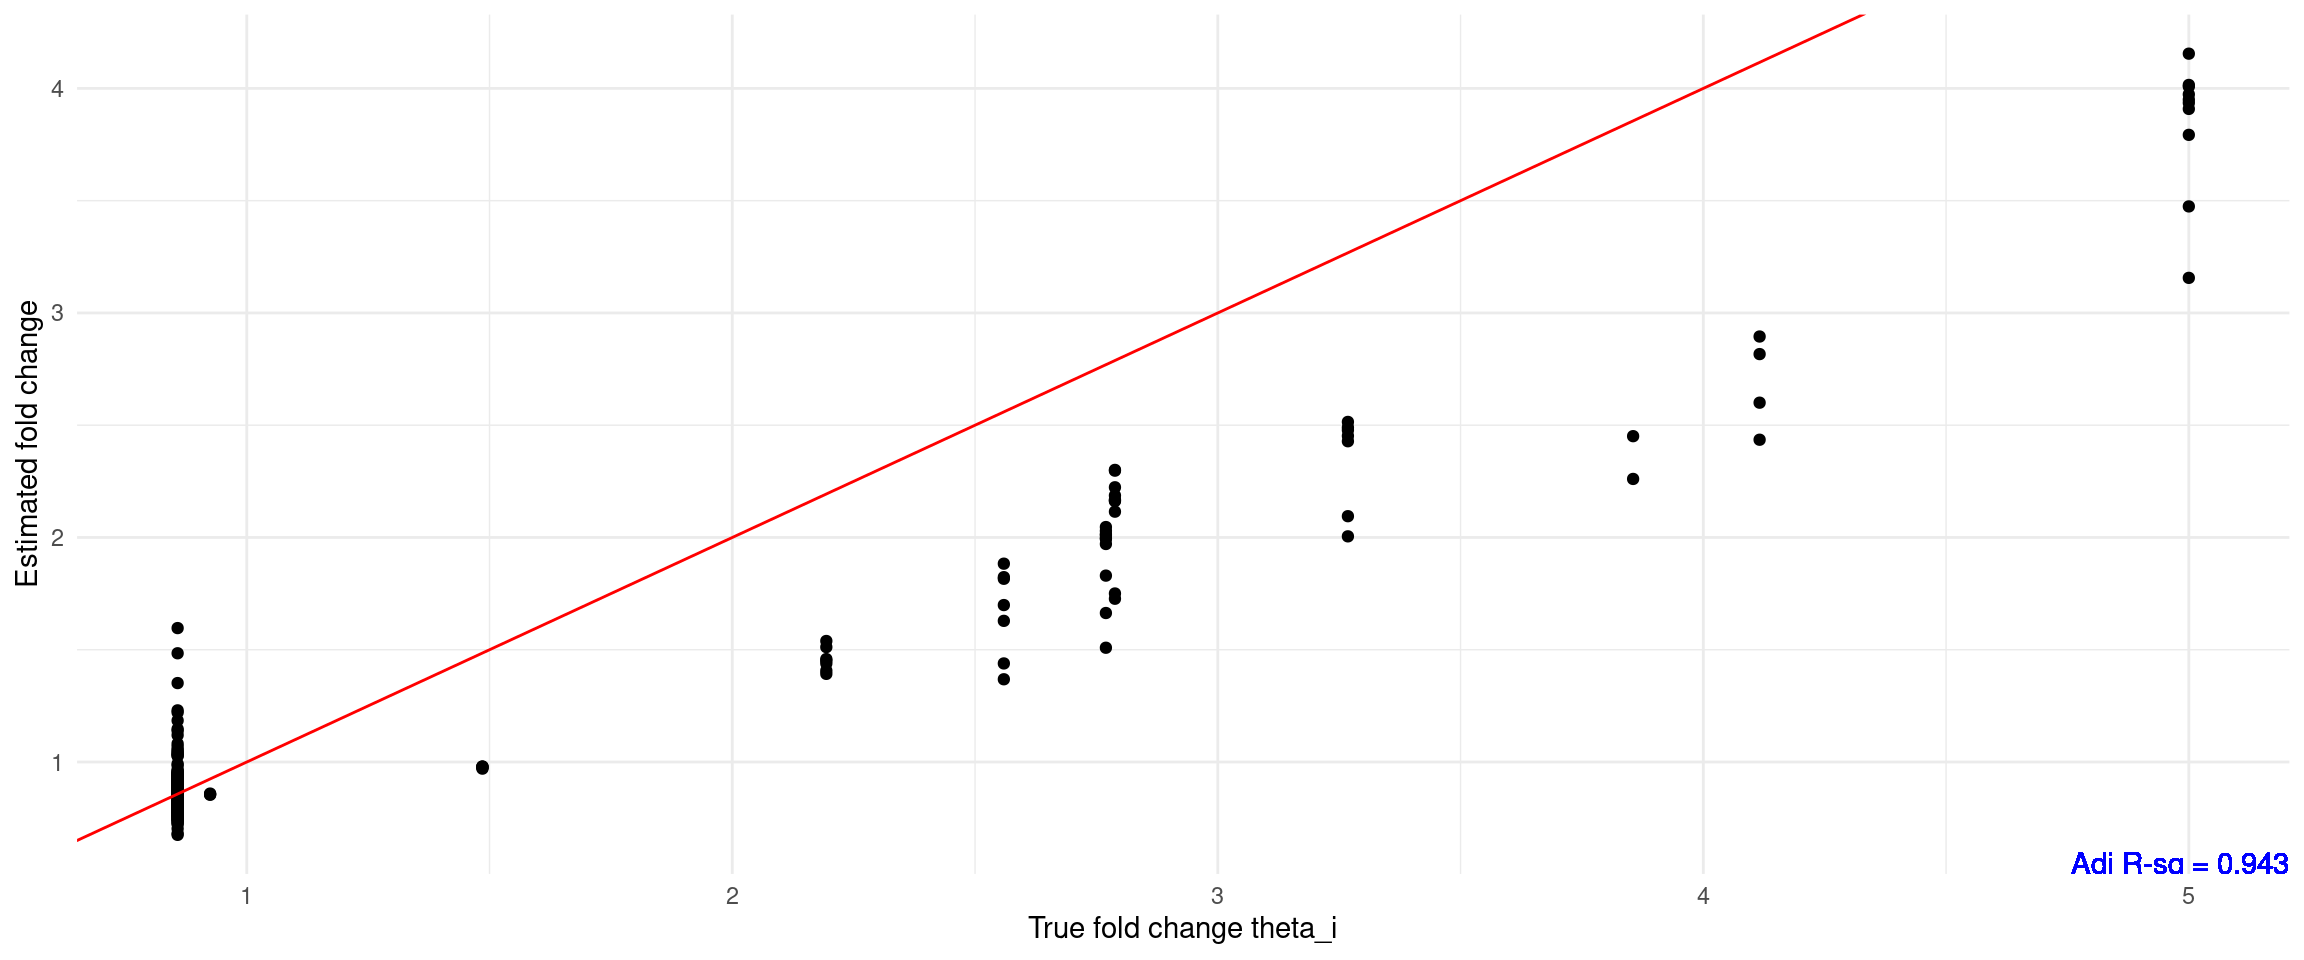 Estimated fold change
4
3
2
1
1 2 3 4 5
True fold change theta_i
Adj R-sq = 0.943